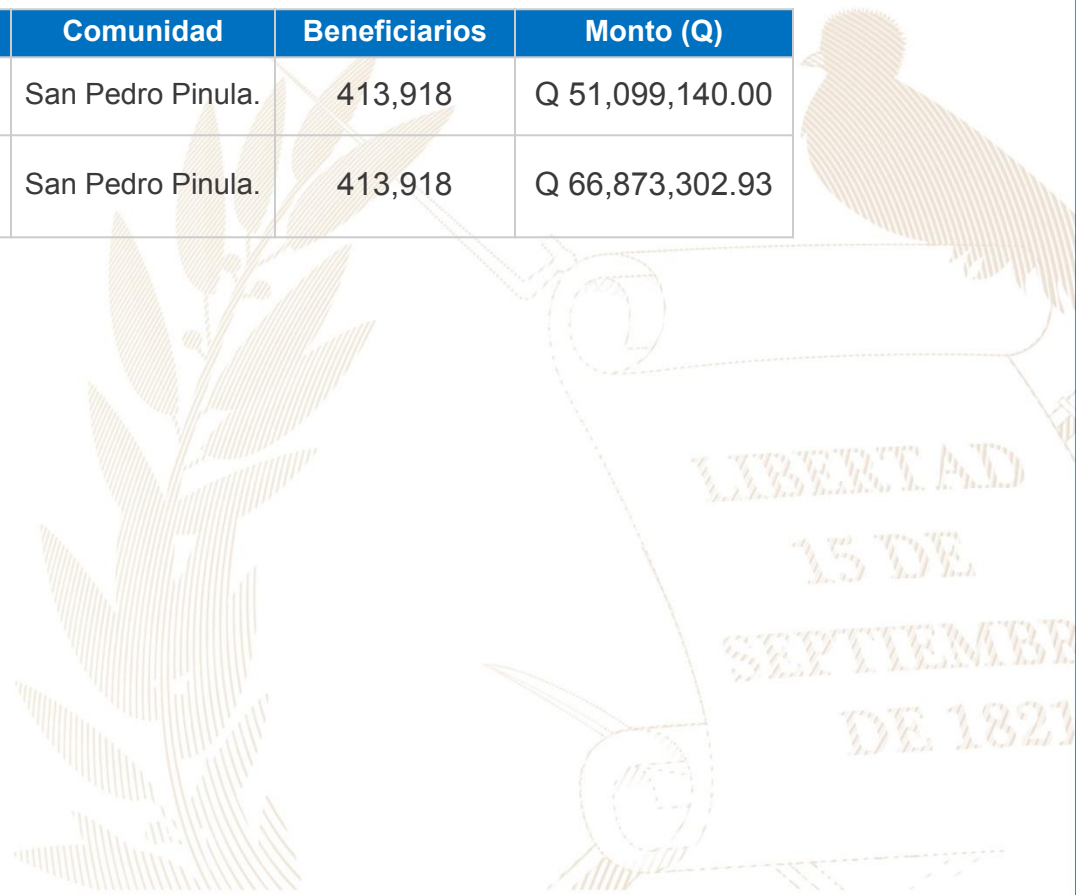 Comunidad Beneficiarios Monto (Q)
San Pedro Pinula. 413,918 Q 51,099,140.00
San Pedro Pinula. 413,918 Q 66,873,302.93
LIBERTAD
15 DE
SEPTIEMBR
DE 1821